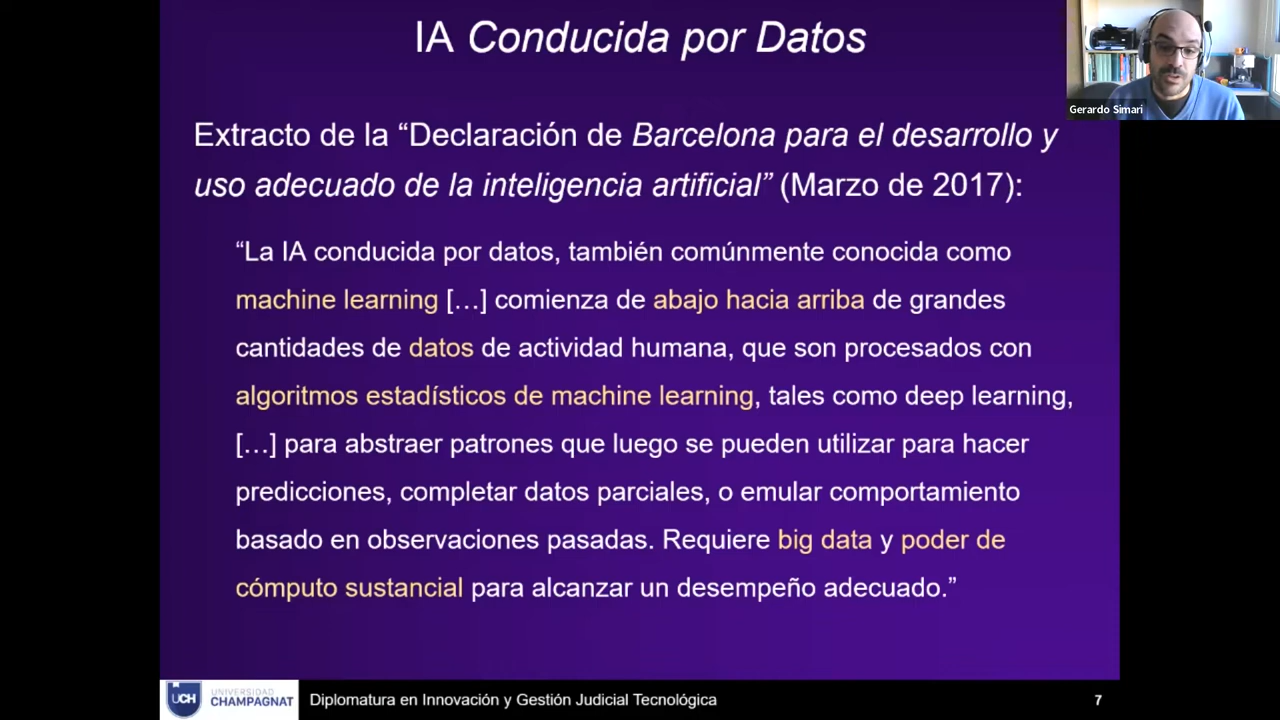 IA Conducida por Datos
Gerardo Simari
Extracto de la “Declaración de Barcelona para el desarrollo y
uso adecuado de la inteligencia artificial” (Marzo de 2017):
“La IA conducida por datos, también comúnmente conocida como
machine learning […] comienza de abajo hacia arriba de grandes
cantidades de datos de actividad humana, que son procesados con
algoritmos estadísticos de machine learning, tales como deep learning,
[…] para abstraer patrones que luego se pueden utilizar para hacer
predicciones, completar datos parciales, o emular comportamiento
basado en observaciones pasadas. Requiere big data y poder de
cómputo sustancial para alcanzar un desempeño adecuado.”
UCH
UNIVERSIDAD
CHAMPAGNAT
Diplomatura en Innovación y Gestión Judicial Tecnológica
7